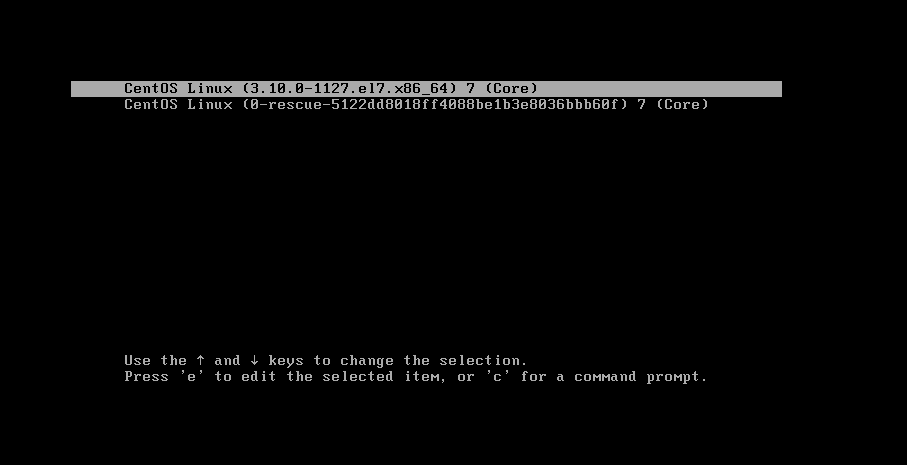 CentOS Linux (3.10.0-1127.el7.x86_64) 7 (Core)
CentOS Linux (0-rescue-5122dd8018ff4088be1b3e8036bbb60f) 7 (Core)
Use the ↑ and ↓ keys to change the selection.
Press 'e' to edit the selected item, or 'c' for a command prompt.